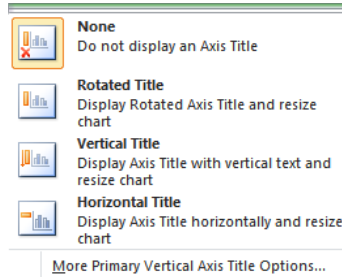 None
Do not display an Axis Title
Rotated Title
Display Rotated Axis Title and resize
chart
Vertical Title
Display Axis Title with vertical text and
resize chart
Horizontal Title
Display Axis Title horizontally and resize
chart
More Primary Vertical Axis Title Options...